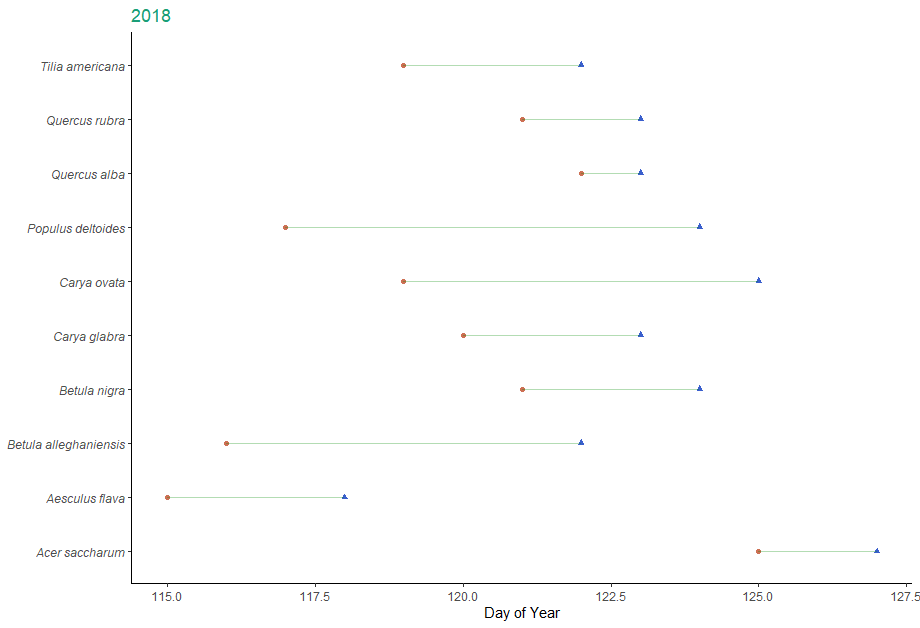 2018
Tilia americana
Quercus rubra
Quercus alba
Populus deltoides
Carya ovata
Carya glabra
Betula nigra
Betula alleghaniensis
Aesculus flava
Acer saccharum
115.0 117.5 120.0 122.5 125.0 127.5
Day of Year